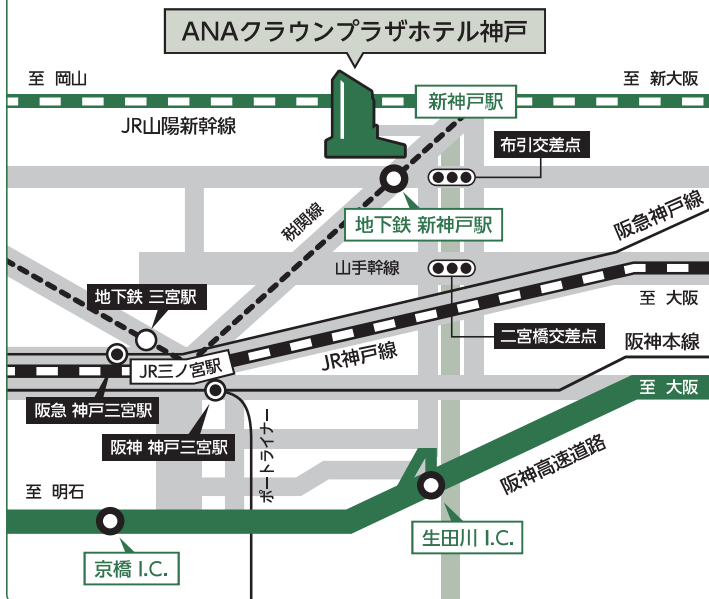 ANAクラウンプラザホテル神戸
至 岡山
至 新大阪
新神戸駅
JR山陽新幹線
布引交差点
税関線
地下鉄 新神戸駅
阪急神戸線
山手幹線
地下鉄 三宮駅
至 大阪
二宮橋交差点
阪神本線
JR神戸線
JR三ノ宮駅
至 大阪
阪急 神戸三宮駅
阪神 神戸三宮駅
ポートライナー
阪神高速道路
至 明石
生田川 I.C.
京橋 I.C.